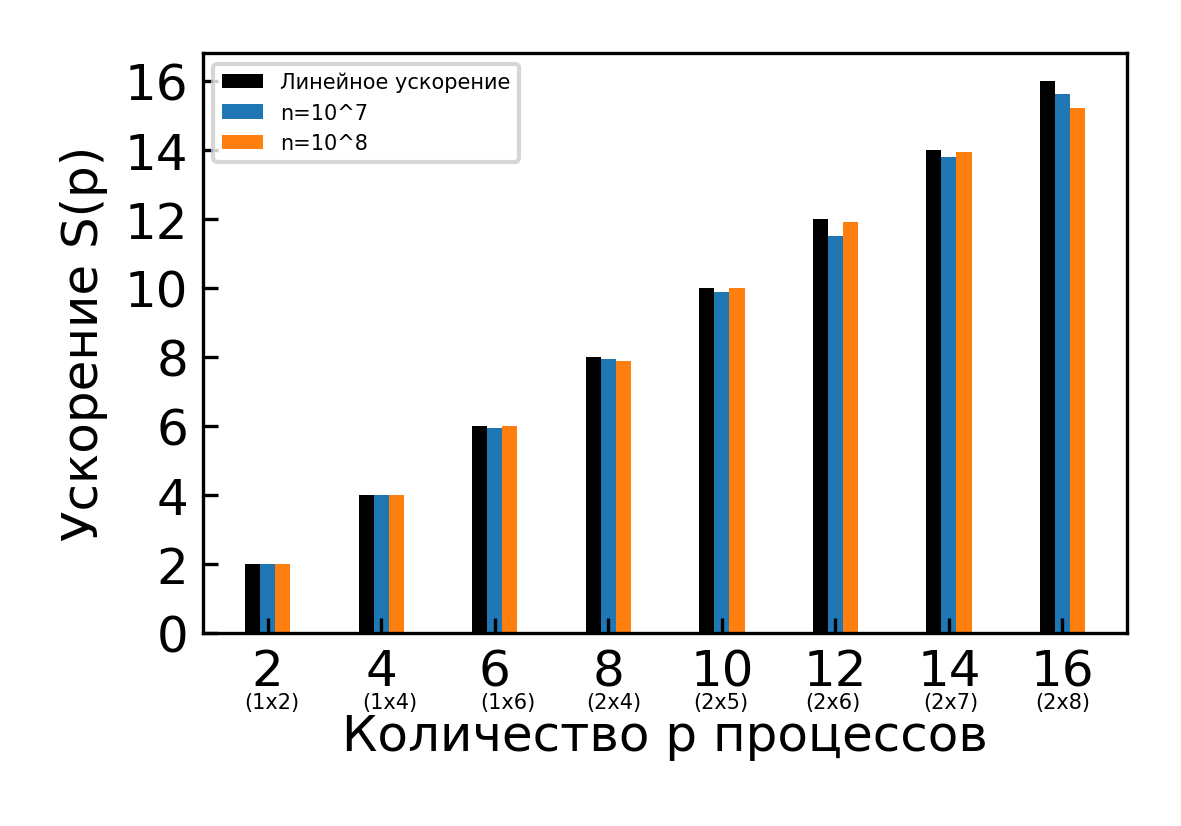 Линейное ускорение
n=10^7
n=10^8
Ускорение S(p)
16
14
12
10
8
6
4
2
0
2 4 6 8 10 12 14 16
(1x2) (1x4) (1x6) (2x4) (2x5) (2x6) (2x7) (2x8)
Количество p процессов